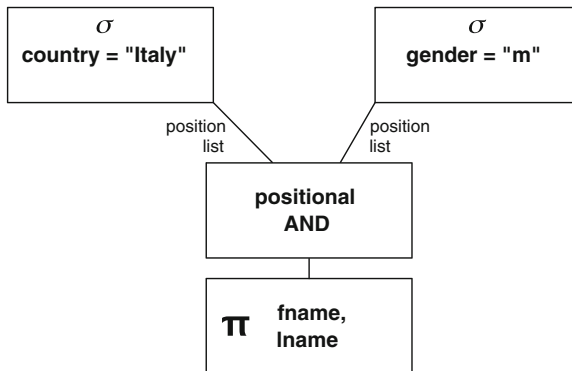 σ
country = "Italy"
σ
gender = "m"
position
list
position
list
positional
AND
π fname,
lname